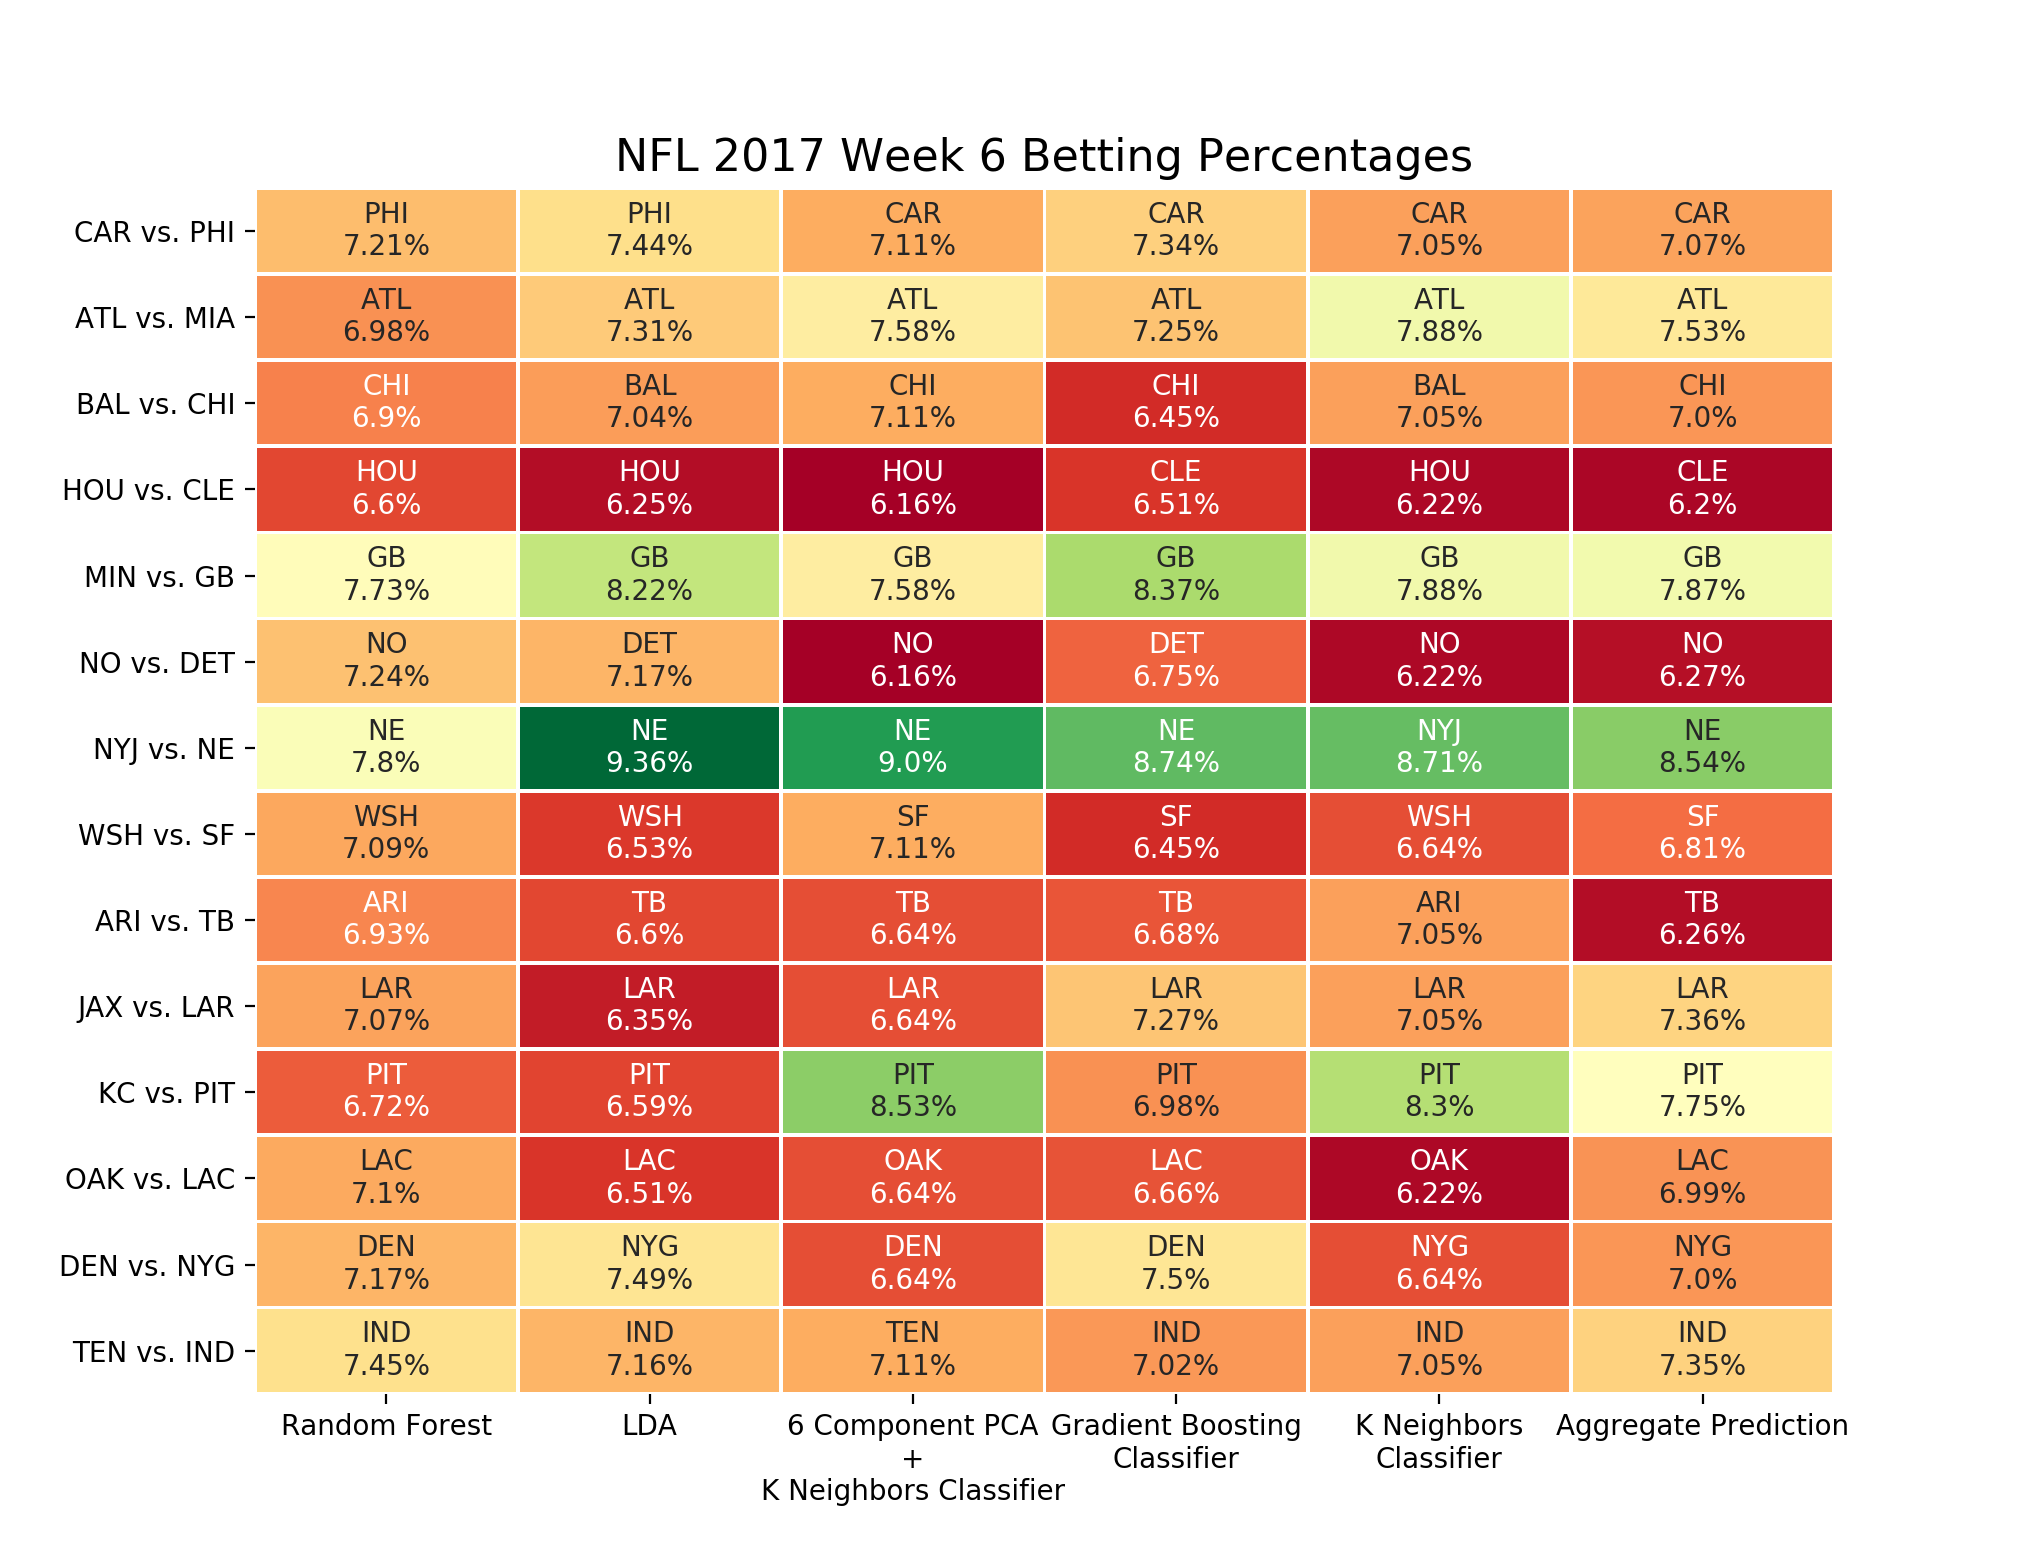 NFL 2017 Week 6 Betting Percentages
CAR vs. PHI
PHI
7.21%
PHI
7.44%
CAR
7.11%
CAR
7.34%
CAR
7.05%
CAR
7.07%
ATL vs. MIA
ATL
6.98%
ATL
7.31%
ATL
7.58%
ATL
7.25%
ATL
7.88%
ATL
7.53%
BAL vs. CHI
CHI
6.9%
BAL
7.04%
CHI
7.11%
CHI
6.45%
BAL
7.05%
CHI
7.0%
HOU vs. CLE
HOU
6.6%
HOU
6.25%
HOU
6.16%
CLE
6.51%
HOU
6.22%
CLE
6.2%
MIN vs. GB
GB
7.73%
GB
8.22%
GB
7.58%
GB
8.37%
GB
7.88%
GB
7.87%
NO vs. DET
NO
7.24%
DET
7.17%
NO
6.16%
DET
6.75%
NO
6.22%
NO
6.27%
NYJ vs. NE
NE
7.8%
NE
9.36%
NE
9.0%
NE
8.74%
NYJ
8.71%
NE
8.54%
WSH vs. SF
WSH
7.09%
WSH
6.53%
SF
7.11%
SF
6.45%
WSH
6.64%
SF
6.81%
ARI vs. TB
ARI
6.93%
TB
6.6%
TB
6.64%
TB
6.68%
ARI
7.05%
TB
6.26%
JAX vs. LAR
LAR
7.07%
LAR
6.35%
LAR
6.64%
LAR
7.27%
LAR
7.05%
LAR
7.36%
KC vs. PIT
PIT
6.72%
PIT
6.59%
PIT
8.53%
PIT
6.98%
PIT
8.3%
PIT
7.75%
OAK vs. LAC
LAC
7.1%
LAC
6.51%
OAK
6.64%
LAC
6.66%
OAK
6.22%
LAC
6.99%
DEN vs. NYG
DEN
7.17%
NYG
7.49%
DEN
6.64%
DEN
7.5%
NYG
6.64%
NYG
7.0%
TEN vs. IND
IND
7.45%
IND
7.16%
TEN
7.11%
IND
7.02%
IND
7.05%
IND
7.35%
Random Forest
LDA
6 Component PCA
+
K Neighbors Classifier
Gradient Boosting
Classifier
K Neighbors
Classifier
Aggregate Prediction